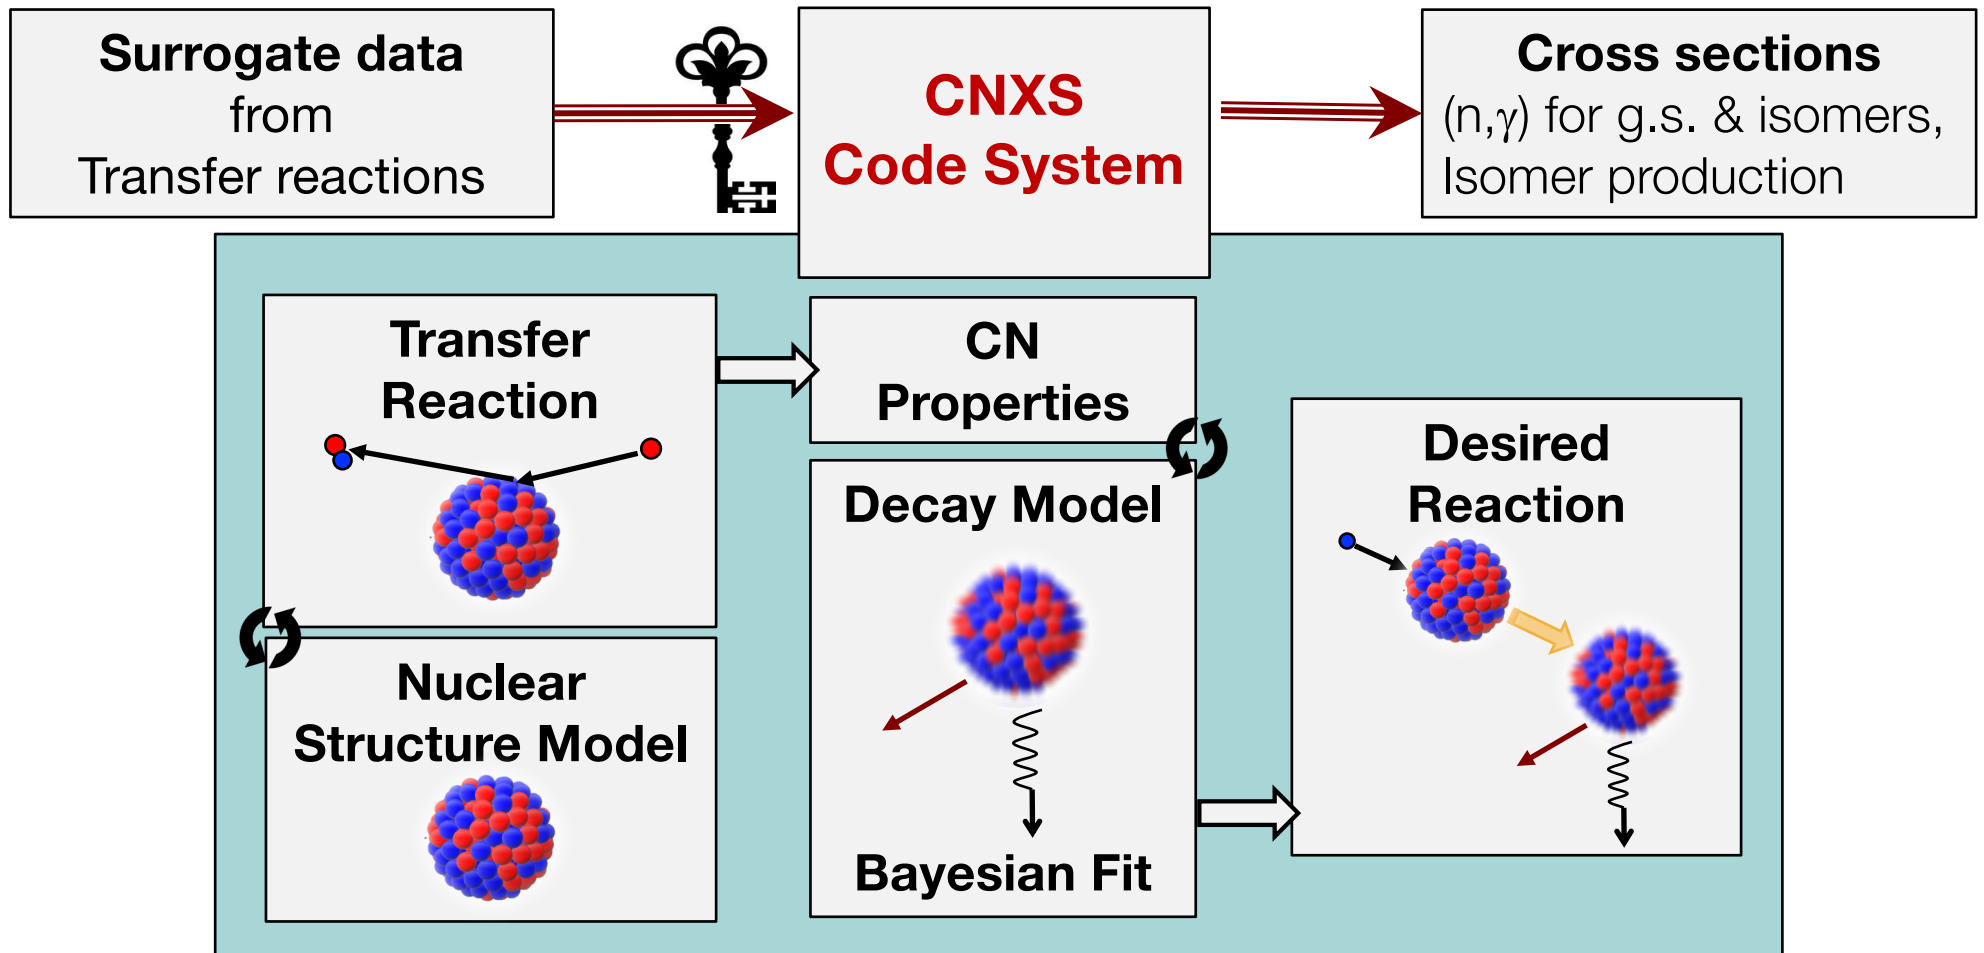 Surrogate data
from
Transfer reactions
CNXS
Code System
Cross sections
(n,γ) for g.s. & isomers,
Isomer production
Transfer
Reaction
CN
Properties
Nuclear
Structure Model
Decay Model
Bayesian Fit
Desired
Reaction